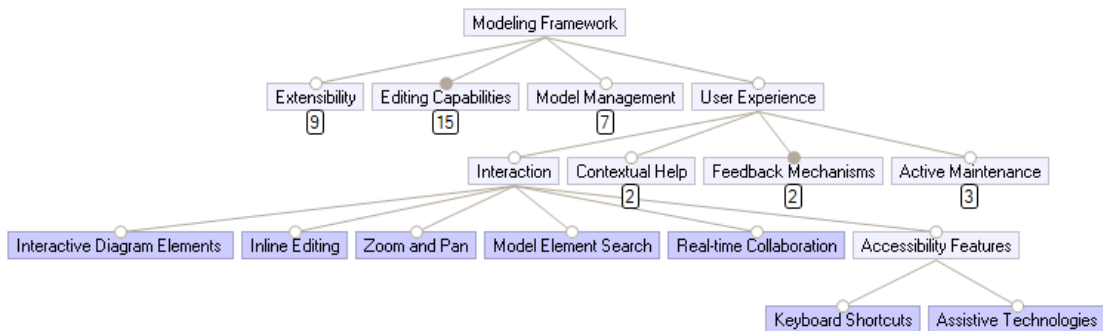 Modeling Framework
Extensibility
Editing Capabilities
Model Management
User Experience
9
15
7
Interaction
Contextual Help
Feedback Mechanisms
Active Maintenance
2
2
3
Interactive Diagram Elements
Inline Editing
Zoom and Pan
Model Element Search
Real-time Collaboration
Accessibility Features
Keyboard Shortcuts
Assistive Technologies